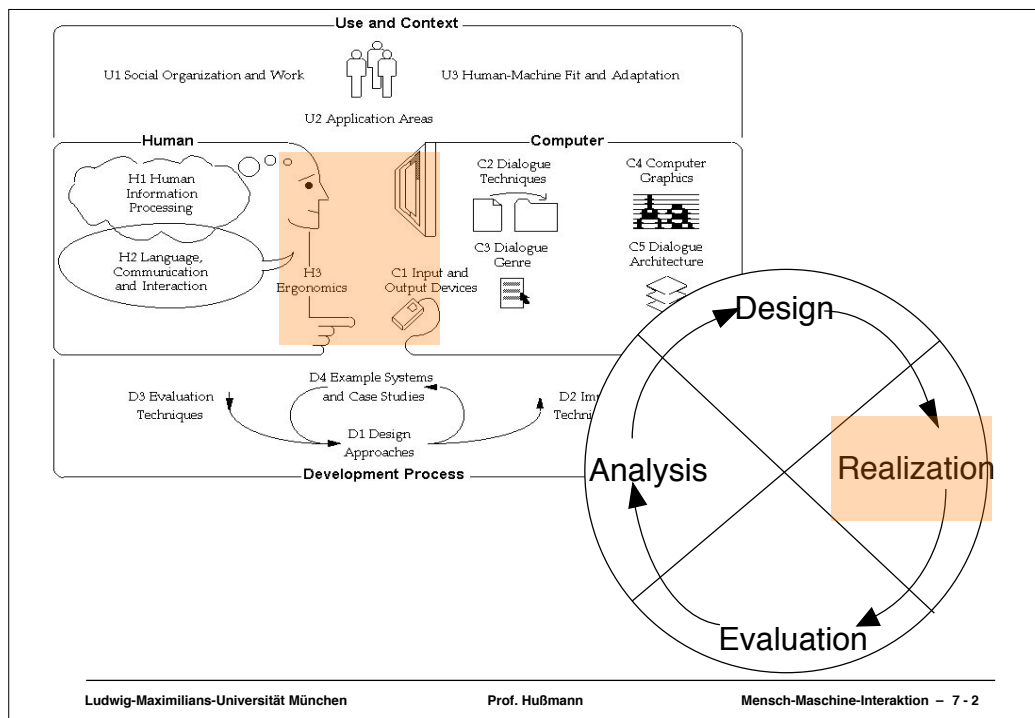 Use and Context
U1 Social Organization and Work
U3 Human-Machine Fit and Adaptation
U2 Application Areas
Human
Computer
H1 Human
Information
Processing
H2 Language,
Communication
and Interaction
H3
Ergonomics
C1 Input and
Output Devices
C2 Dialogue
Techniques
C3 Dialogue
Genre
C4 Computer
Graphics
C5 Dialogue
Architecture
D3 Evaluation
Techniques
D4 Example Systems
and Case Studies
D1 Design
Approaches
D2 Im
Techni
Development Process
Design
Analysis
Realization
Evaluation
Ludwig-Maximilians-Universität München
Prof. Hußmann
Mensch-Maschine-Interaktion – 7 - 2